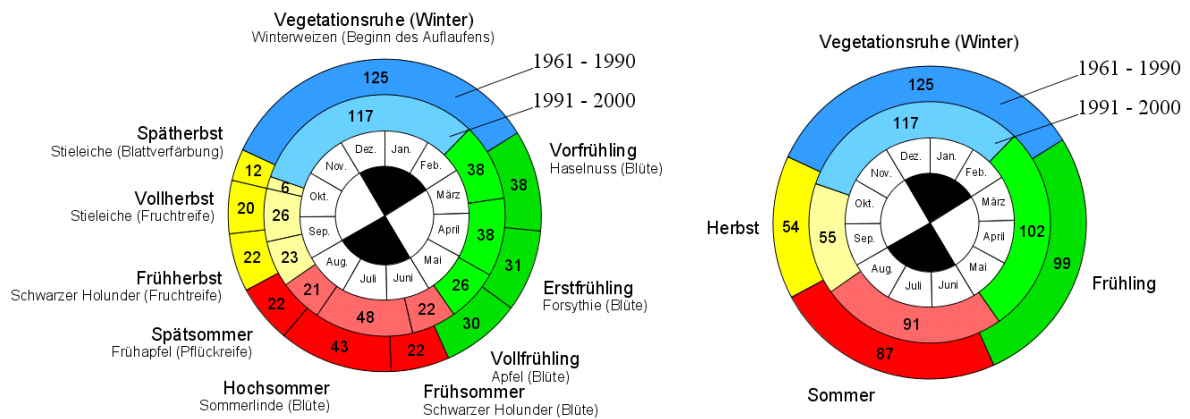 Vegetationsruhe (Winter)
Winterweizen (Beginn des Auflaufens)
1961 - 1990
1991 - 2000
125
117
Spätherbst
Stieleiche (Blattverfärbung)
12
6
Vollherbst
Stieleiche (Fruchtreife)
20
26
Frühherbst
Schwarzer Holunder (Fruchtreife)
22
23
Spätsommer
Frühapfel (Pflückreife)
22
21
Hochsommer
Sommerlinde (Blüte)
43
48
Frühsommer
Schwarzer Holunder (Blüte)
22
22
Vollfrühling
Apfel (Blüte)
30
26
Erstfrühling
Forsythie (Blüte)
31
38
Vorfrühling
Haselnuss (Blüte)
38
38
Jan.
Feb.
März
April
Mai
Juni
Juli
Aug.
Sep.
Okt.
Nov.
Dez.
Vegetationsruhe (Winter)
1961 - 1990
1991 - 2000
125
117
Herbst
54
55
Frühling
102
99
Sommer
91
87
Jan.
Feb.
März
April
Mai
Juni
Juli
Aug.
Sep.
Okt.
Nov.
Dez.